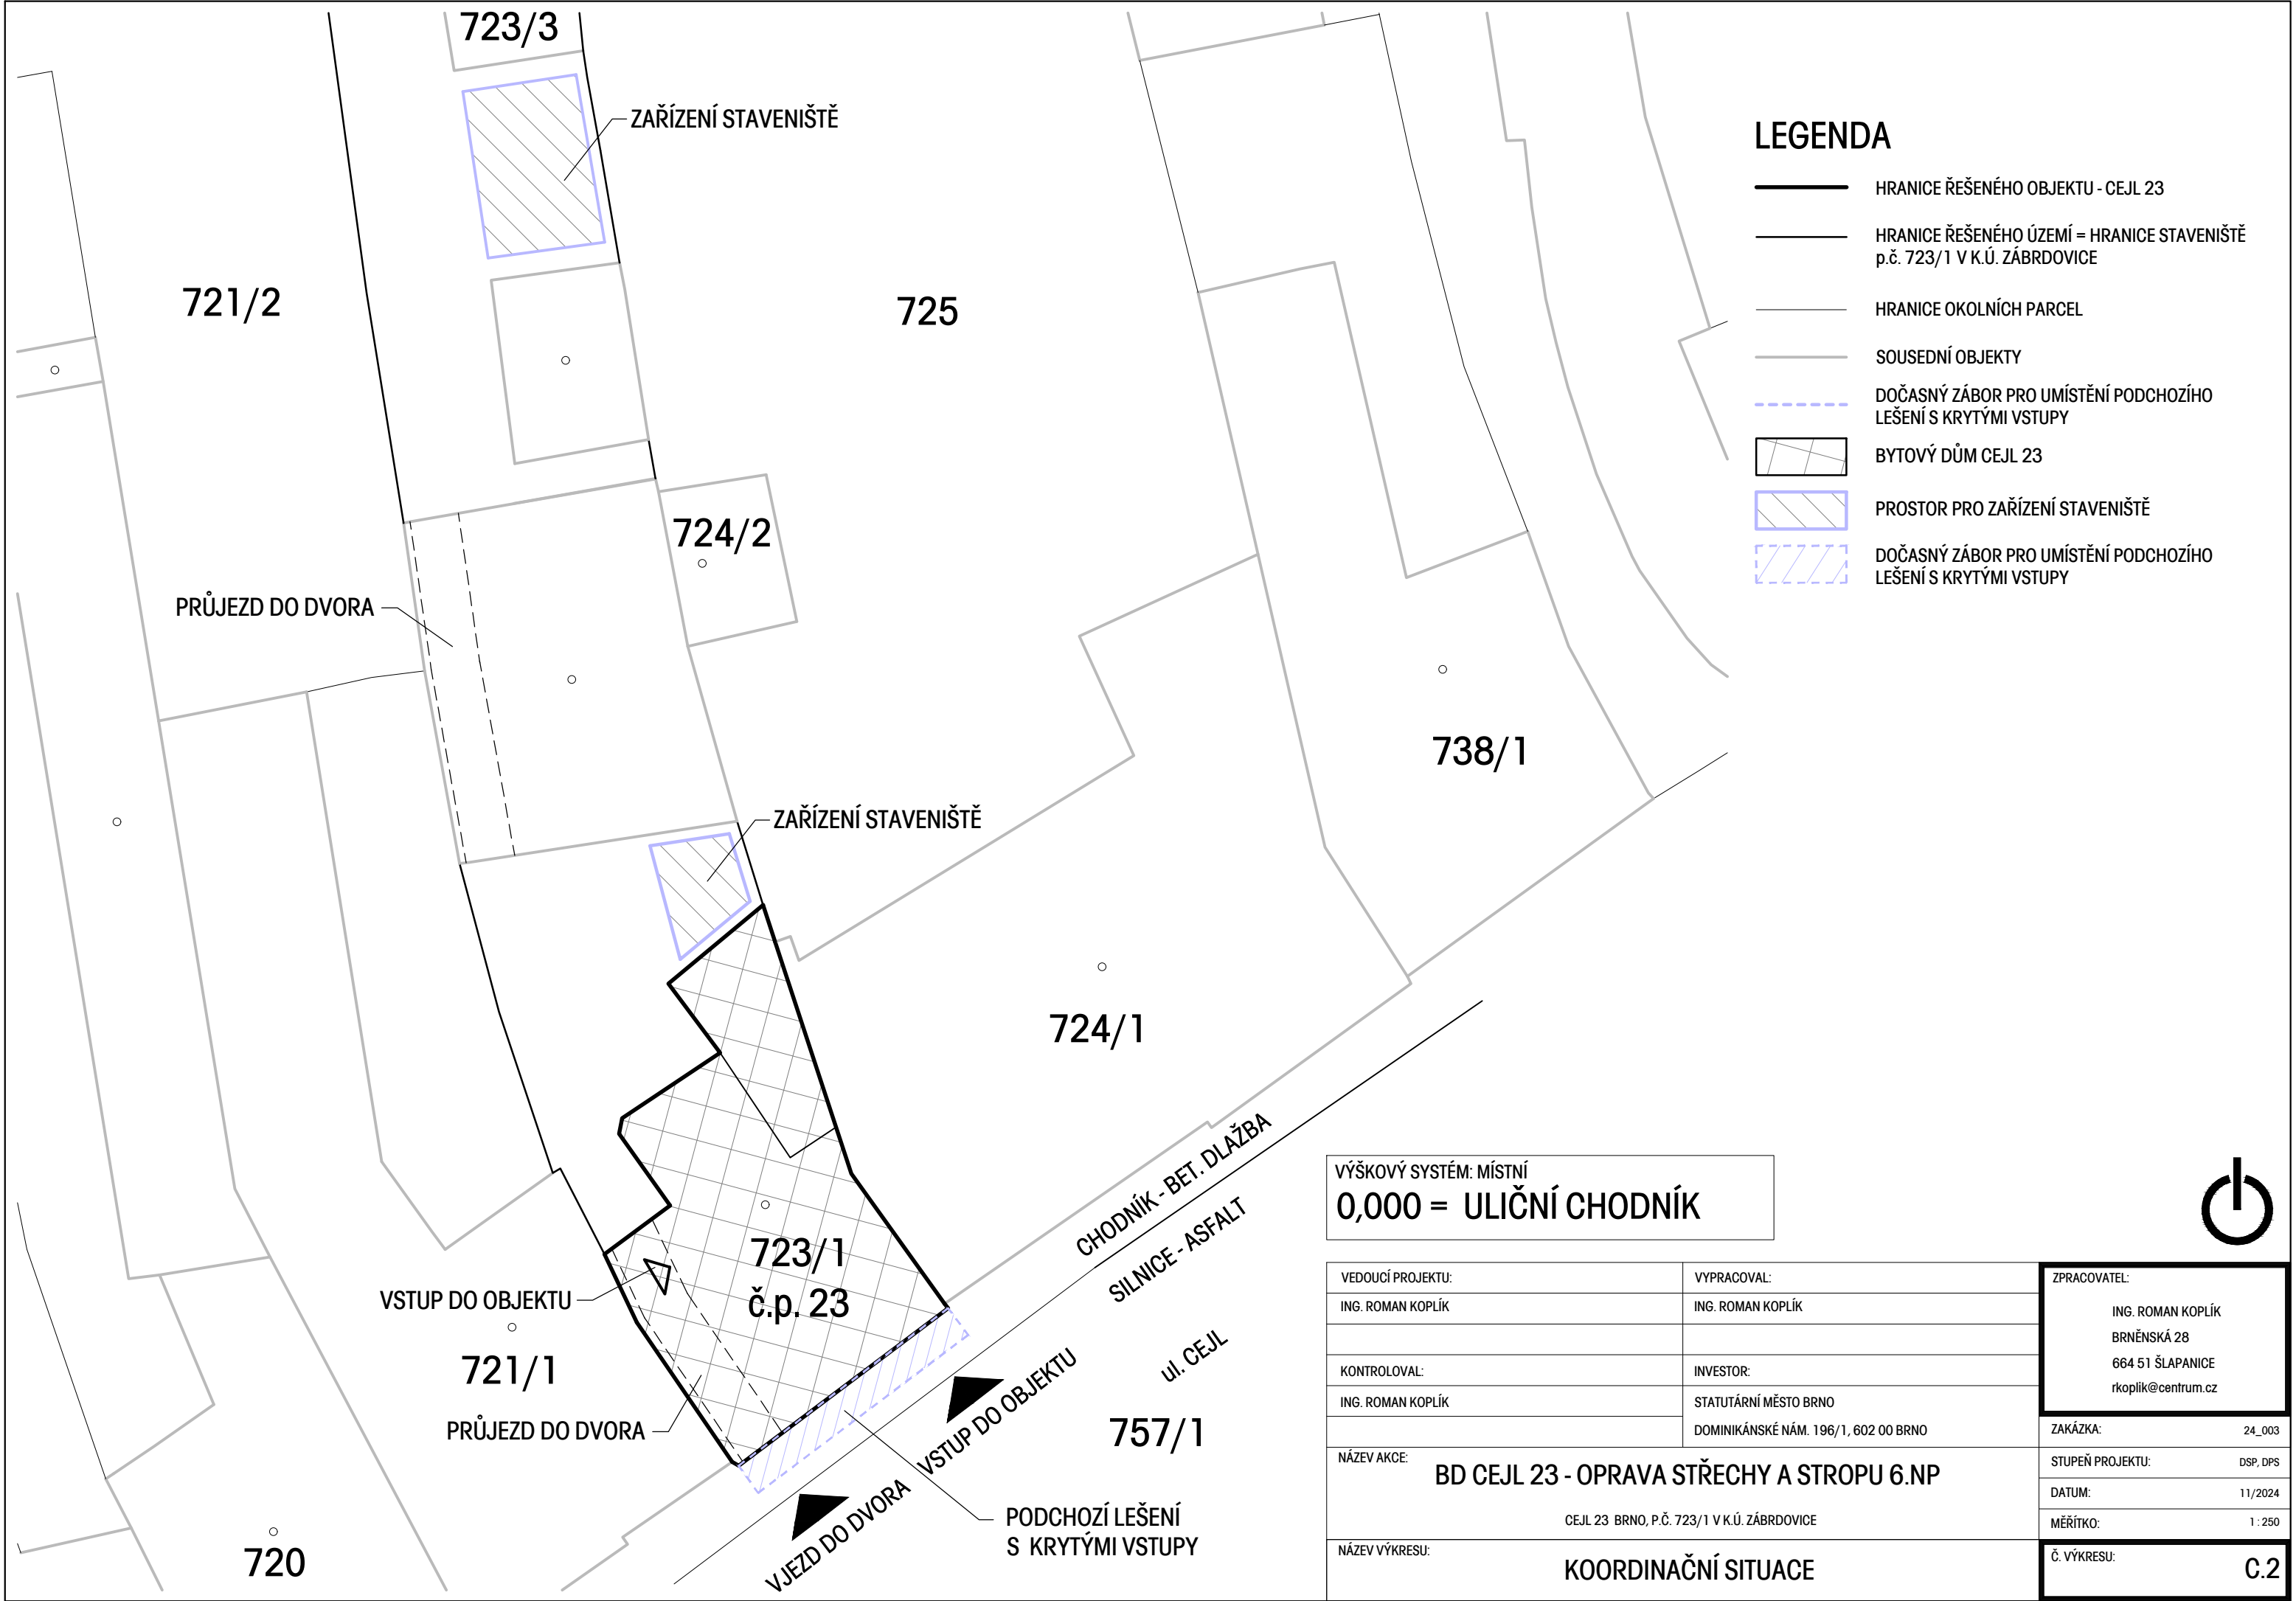 723/3
ZAŘÍZENÍ STAVENIŠTĚ
721/2
725
724/2
PRŮJEZD DO DVORA
738/1
ZAŘÍZENÍ STAVENIŠTĚ
724/1
723/1
č.p. 23
VSTUP DO OBJEKTU
721/1
PRŮJEZD DO DVORA
720
CHODNÍK - BET. DLAŽBA
SILNICE - ASFALT
ul. CEJL
757/1
VSTUP DO OBJEKTU
VJEZD DO DVORA
PODCHOZÍ LEŠENÍ
S KRYTÝMI VSTUPY
LEGENDA
HRANICE ŘEŠENÉHO OBJEKTU - CEJL 23
HRANICE ŘEŠENÉHO ÚZEMÍ = HRANICE STAVENIŠTĚ
p.č. 723/1 V K.Ú. ZÁBRDOVICE
HRANICE OKOLNÍCH PARCEL
SOUSEDNÍ OBJEKTY
DOČASNÝ ZÁBOR PRO UMÍSTĚNÍ PODCHOZÍHO
LEŠENÍ S KRYTÝMI VSTUPY
BYTOVÝ DŮM CEJL 23
PROSTOR PRO ZAŘÍZENÍ STAVENIŠTĚ
DOČASNÝ ZÁBOR PRO UMÍSTĚNÍ PODCHOZÍHO
LEŠENÍ S KRYTÝMI VSTUPY
VÝŠKOVÝ SYSTÉM: MÍSTNÍ
0,000 = ULIČNÍ CHODNÍK
VEDOUCÍ PROJEKTU:
ING. ROMAN KOPLÍK
VYPRACOVAL:
ING. ROMAN KOPLÍK
KONTROLOVAL:
ING. ROMAN KOPLÍK
INVESTOR:
STATUTÁRNÍ MĚSTO BRNO
DOMINIKÁNSKÉ NÁM. 196/1, 602 00 BRNO
ZPRACOVATEL:
ING. ROMAN KOPLÍK
BRNĚNSKÁ 28
664 51 ŠLAPANICE
rkoplik@centrum.cz
NÁZEV AKCE:
BD CEJL 23 - OPRAVA STŘECHY A STROPU 6.NP
CEJL 23 BRNO, P.Č. 723/1 V K.Ú. ZÁBRDOVICE
NÁZEV VÝKRESU:
KOORDINAČNÍ SITUACE
ZAKÁZKA: 24_003
STUPEŇ PROJEKTU: DSP, DPS
DATUM: 11/2024
MĚŘÍTKO: 1 : 250
Č. VÝKRESU: C.2